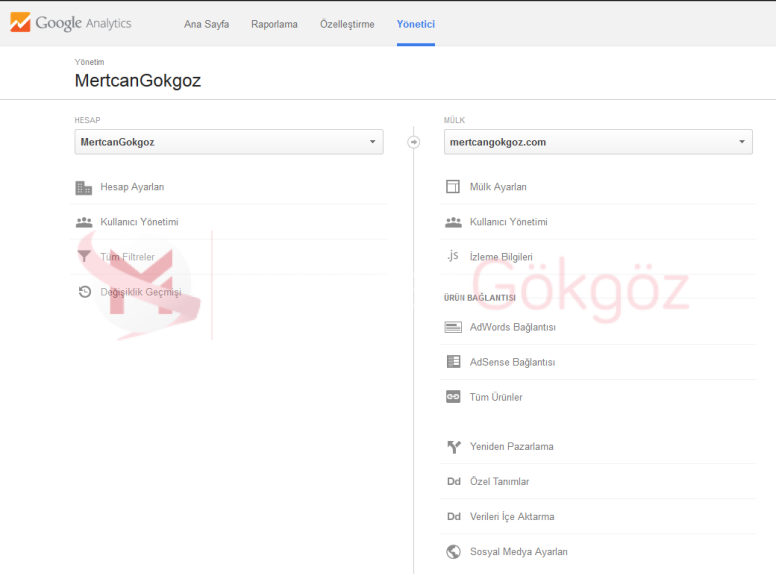 Google Analytics
Ana Sayfa
Raporlama
Özelleştirme
Yönetici
Yönetim
MertcanGokgoz
HESAP
MertcanGokgoz
Hesap Ayarları
Kullanıcı Yönetimi
Tüm Filtreler
Değişiklik Geçmişi
M
MÜLK
mertcangokgoz.com
Mülk Ayarları
Kullanıcı Yönetimi
.js İzleme Bilgileri
Gökgöz
ÜRÜN BAĞLANTISI
AdWords Bağlantısı
AdSense Bağlantısı
Tüm Ürünler
Yeniden Pazarlama
Dd Özel Tanımlar
Dd Verileri İçe Aktarma
Sosyal Medya Ayarları